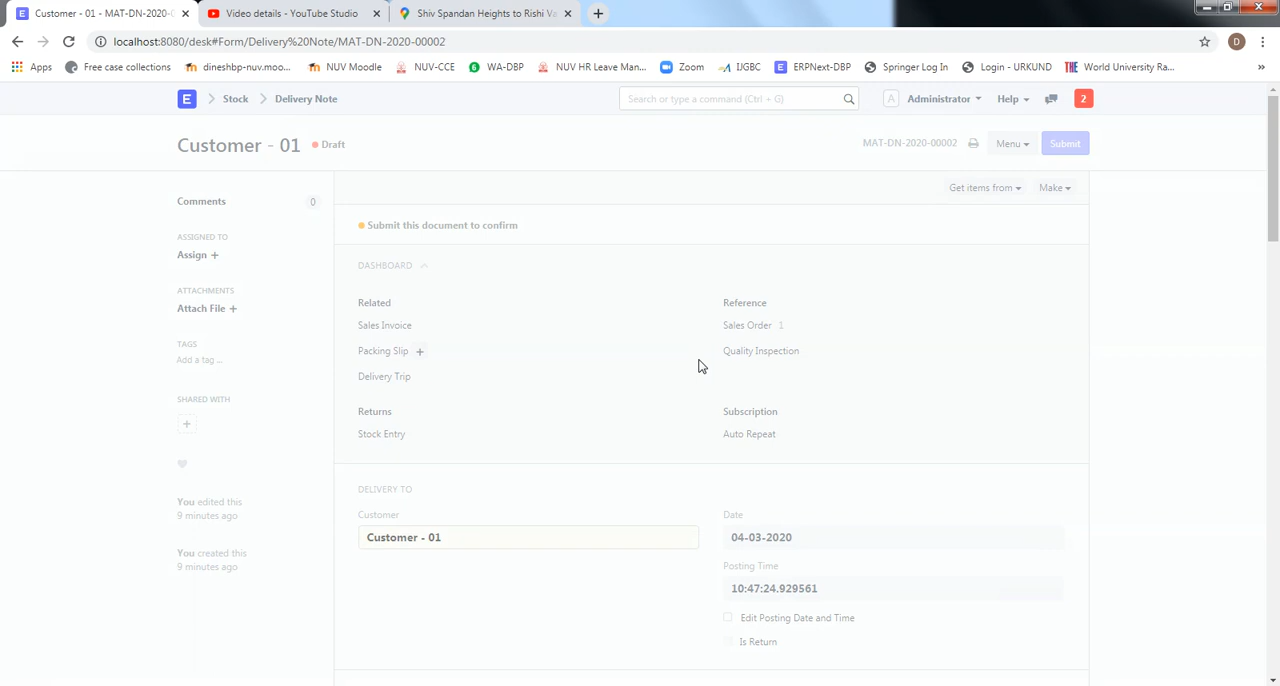 Customer - 01 - MAT-DN-2020-0
Video details - YouTube Studio
Shiv Spandan Heights to Rishi Va
localhost:8080/desk#Form/Delivery%20Note/MAT-DN-2020-00002
D
Apps
Free case collections
dineshbp-nuv.moo...
NUV Moodle
NUV-CCE
WA-DBP
NUV HR Leave Man...
Zoom
IJGBC
ERPNext-DBP
Springer Log In
Login - URKUND
THE World University Ra...
E
Stock
Delivery Note
Search or type a command (Ctrl + G)
A
Administrator
Help
2
Customer - 01
Draft
MAT-DN-2020-00002
Menu
Submit
Comments
0
Get items from
Make
ASSIGNED TO
Assign +
ATTACHMENTS
Attach File +
TAGS
Add a tag ...
SHARED WITH
+
You edited this
9 minutes ago
You created this
9 minutes ago
Submit this document to confirm
DASHBOARD
Related
Sales Invoice
Packing Slip +
Delivery Trip
Reference
Sales Order 1
Quality Inspection
Returns
Stock Entry
Subscription
Auto Repeat
DELIVERY TO
Customer
Customer - 01
Date
04-03-2020
Posting Time
10:47:24.929561
Edit Posting Date and Time
Is Return